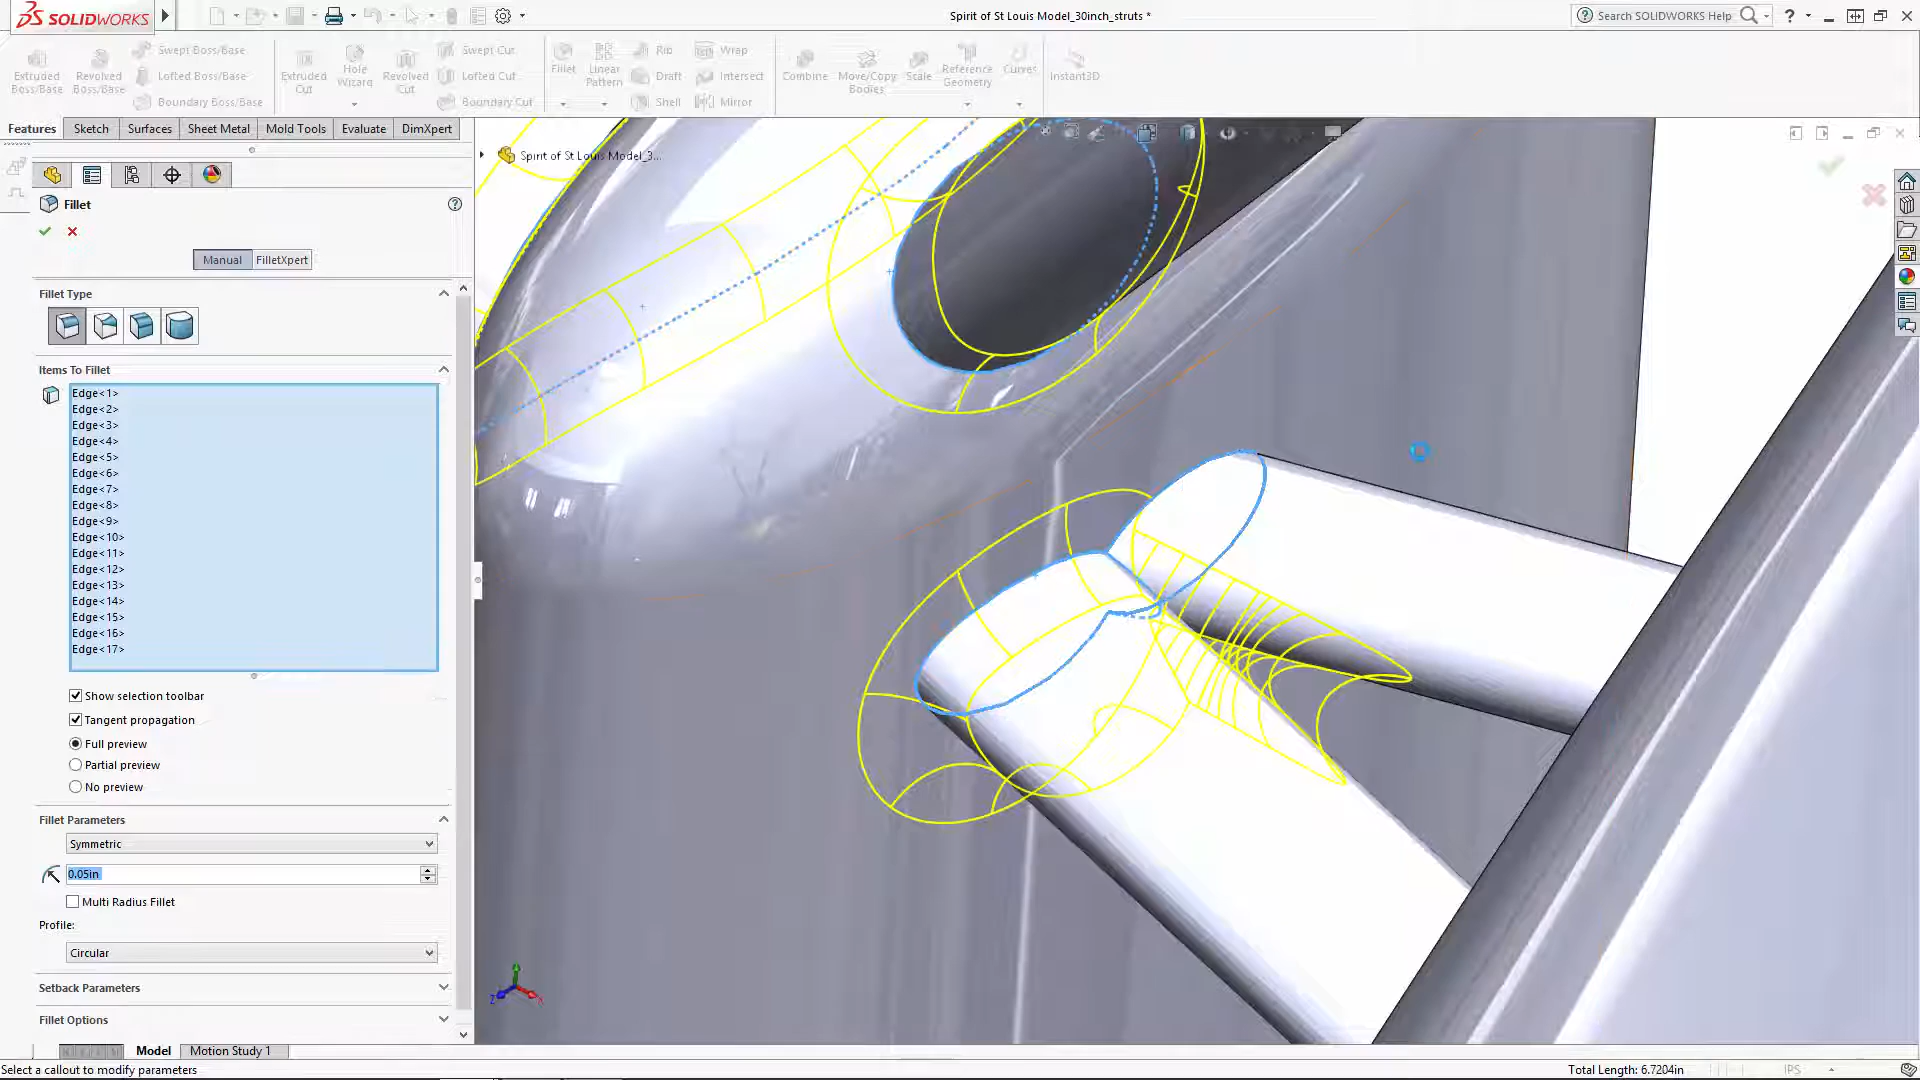 SOLIDWORKS
Spirit of St Louis Model_30inch_struts *
Search SOLIDWORKS Help
Extruded Boss/Base
Revolved Boss/Base
Swept Boss/Base
Lofted Boss/Base
Boundary Boss/Base
Extruded Cut
Hole Wizard
Revolved Cut
Swept Cut
Lofted Cut
Boundary Cut
Fillet
Linear Pattern
Rib
Draft
Shell
Wrap
Intersect
Mirror
Combine
Move/Copy Bodies
Scale
Reference Geometry
Curves
Instant3D
Features
Sketch
Surfaces
Sheet Metal
Mold Tools
Evaluate
DimXpert
Spirit of St Louis Model_3...
Fillet
Manual
FilletXpert
Fillet Type
Items To Fillet
Edge<1>
Edge<2>
Edge<3>
Edge<4>
Edge<5>
Edge<6>
Edge<7>
Edge<8>
Edge<9>
Edge<10>
Edge<11>
Edge<12>
Edge<13>
Edge<14>
Edge<15>
Edge<16>
Edge<17>
Show selection toolbar
Tangent propagation
Full preview
Partial preview
No preview
Fillet Parameters
Symmetric
0.05in
Multi Radius Fillet
Profile:
Circular
Setback Parameters
Fillet Options
Z
X
Model
Motion Study 1
Select a callout to modify parameters
Total Length: 6.7204in
IPS